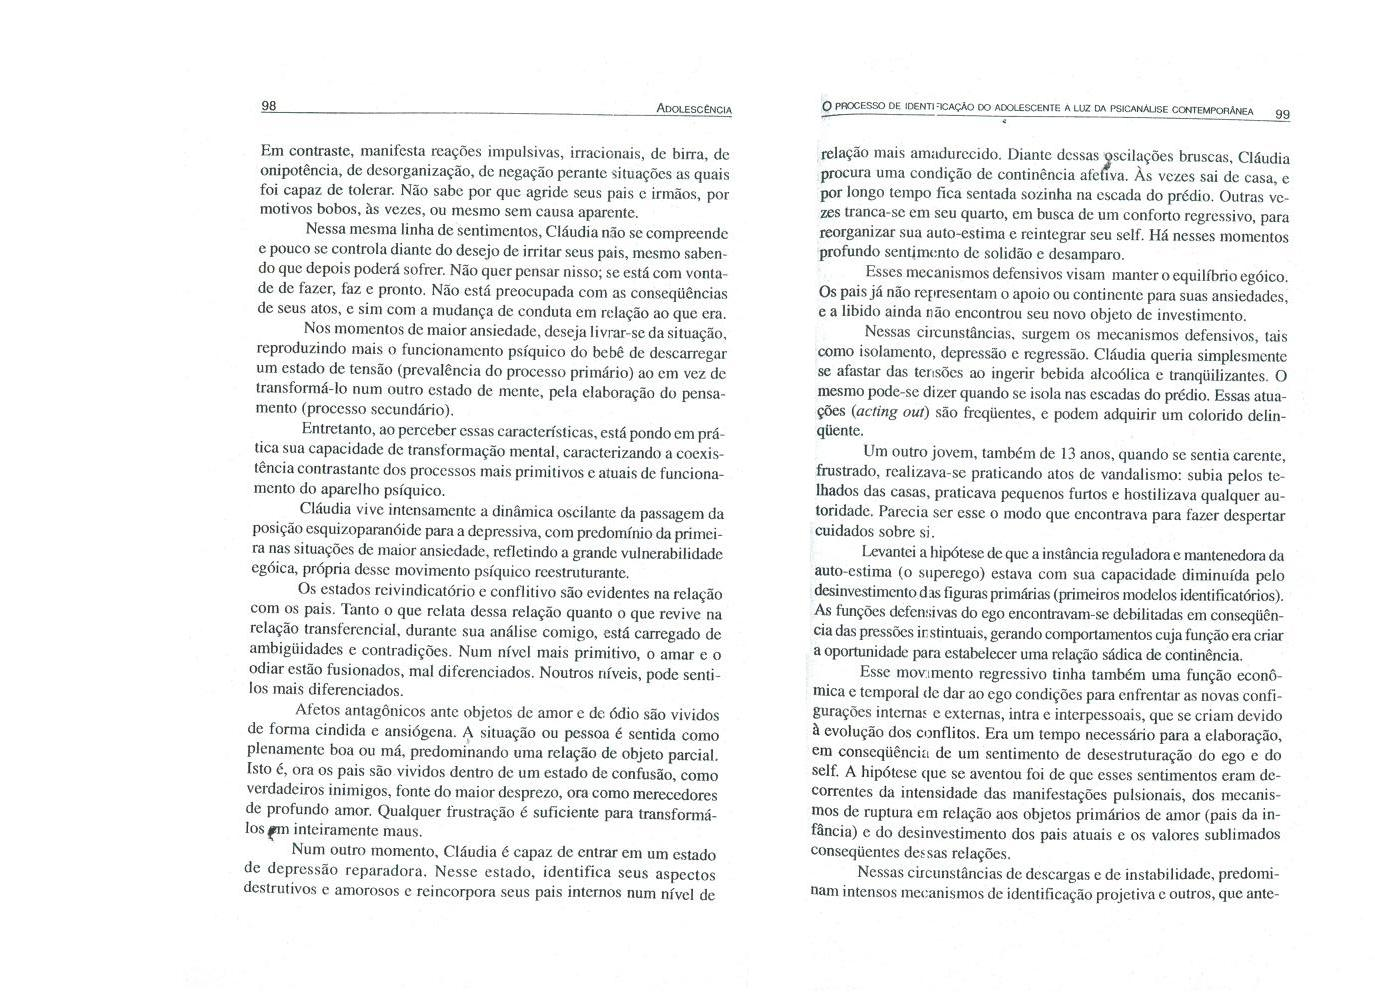 98
ADOLESCÊNCIA
Em contraste, manifesta reações impulsivas, irracionais, de birra, de
onipotência, de desorganização, de negação perante situações as quais
foi capaz de tolerar. Não sabe por que agride seus pais e irmãos, por
motivos bobos, às vezes, ou mesmo sem causa aparente.
Nessa mesma linha de sentimentos, Cláudia não se compreende
e pouco se controla diante do desejo de irritar seus pais, mesmo saben-
do que depois poderá sofrer. Não quer pensar nisso; se está com vonta-
de de fazer, faz e pronto. Não está preocupada com as conseqüências
de seus atos, e sim com a mudança de conduta em relação ao que era.
Nos momentos de maior ansiedade, deseja livrar-se da situação,
reproduzindo mais o funcionamento psíquico do bebê de descarregar
um estado de tensão (prevalência do processo primário) ao em vez de
transformá-lo num outro estado de mente, pela elaboração do pensa-
mento (processo secundário).
Entretanto, ao perceber essas características, está pondo em prá-
tica sua capacidade de transformação mental, caracterizando a coexis-
tência contrastante dos processos mais primitivos e atuais de funciona-
mento do aparelho psíquico.
Cláudia vive intensamente a dinâmica oscilante da passagem da
posição esquizoparanóide para a depressiva, com predomínio da primei-
ra nas situações de maior ansiedade, refletindo a grande vulnerabilidade
egóica, própria desse movimento psíquico reestruturante.
Os estados reivindicatório e conflitivo são evidentes na relação
com os pais. Tanto o que relata dessa relação quanto o que revive na
relação transferencial, durante sua análise comigo, está carregado de
ambigüidades e contradições. Num nível mais primitivo, o amar e o
odiar estão fusionados, mal diferenciados. Noutros níveis, pode senti-
los mais diferenciados.
Afetos antagônicos ante objetos de amor e de ódio são vividos
de forma cindida e ansiógena. A situação ou pessoa é sentida como
plenamente boa ou má, predominando uma relação de objeto parcial.
Isto é, ora os pais são vividos dentro de um estado de confusão, como
verdadeiros inimigos, fonte do maior desprezo, ora como merecedores
de profundo amor. Qualquer frustração é suficiente para transformá-
los em inteiramente maus.
Num outro momento, Cláudia é capaz de entrar em um estado
de depressão reparadora. Nesse estado, identifica seus aspectos
destrutivos e amorosos e reincorpora seus pais internos num nível de
O PROCESSO DE IDENTIFICAÇÃO DO ADOLESCENTE A LUZ DA PSICANÁLISE CONTEMPORÂNEA
99
relação mais amadurecido. Diante dessas oscilações bruscas, Cláudia
procura uma condição de continência afetiva. Às vezes sai de casa, e
por longo tempo fica sentada sozinha na escada do prédio. Outras ve-
zes tranca-se em seu quarto, em busca de um conforto regressivo, para
reorganizar sua auto-estima e reintegrar seu self. Há nesses momentos
profundo sentimento de solidão e desamparo.
Esses mecanismos defensivos visam manter o equilíbrio egóico.
Os pais já não representam o apoio ou continente para suas ansiedades,
e a libido ainda não encontrou seu novo objeto de investimento.
Nessas circunstâncias, surgem os mecanismos defensivos, tais
como isolamento, depressão e regressão. Cláudia queria simplesmente
se afastar das tensões ao ingerir bebida alcoólica e tranqüilizantes. O
mesmo pode-se dizer quando se isola nas escadas do prédio. Essas atua-
ções (acting out) são freqüentes, e podem adquirir um colorido delin-
qüente.
Um outro jovem, também de 13 anos, quando se sentia carente,
frustrado, realizava-se praticando atos de vandalismo: subia pelos te-
lhados das casas, praticava pequenos furtos e hostilizava qualquer au-
toridade. Parecia ser esse o modo que encontrava para fazer despertar
cuidados sobre si.
Levantei a hipótese de que a instância reguladora e mantenedora da
auto-estima (o superego) estava com sua capacidade diminuída pelo
desinvestimento das figuras primárias (primeiros modelos identificatórios).
As funções defensivas do ego encontravam-se debilitadas em conseqüên-
cia das pressões instintuais, gerando comportamentos cuja função era criar
a oportunidade para estabelecer uma relação sádica de continência.
Esse movimento regressivo tinha também uma função econô-
mica e temporal de dar ao ego condições para enfrentar as novas confi-
gurações internas e externas, intra e interpessoais, que se criam devido
à evolução dos conflitos. Era um tempo necessário para a elaboração,
em conseqüência de um sentimento de desestruturação do ego e do
self. A hipótese que se aventou foi de que esses sentimentos eram de-
correntes da intensidade das manifestações pulsionais, dos mecanis-
mos de ruptura em relação aos objetos primários de amor (pais da in-
fância) e do desinvestimento dos pais atuais e os valores sublimados
conseqüentes dessas relações.
Nessas circunstâncias de descargas e de instabilidade, predomi-
nam intensos mecanismos de identificação projetiva e outros, que ante-